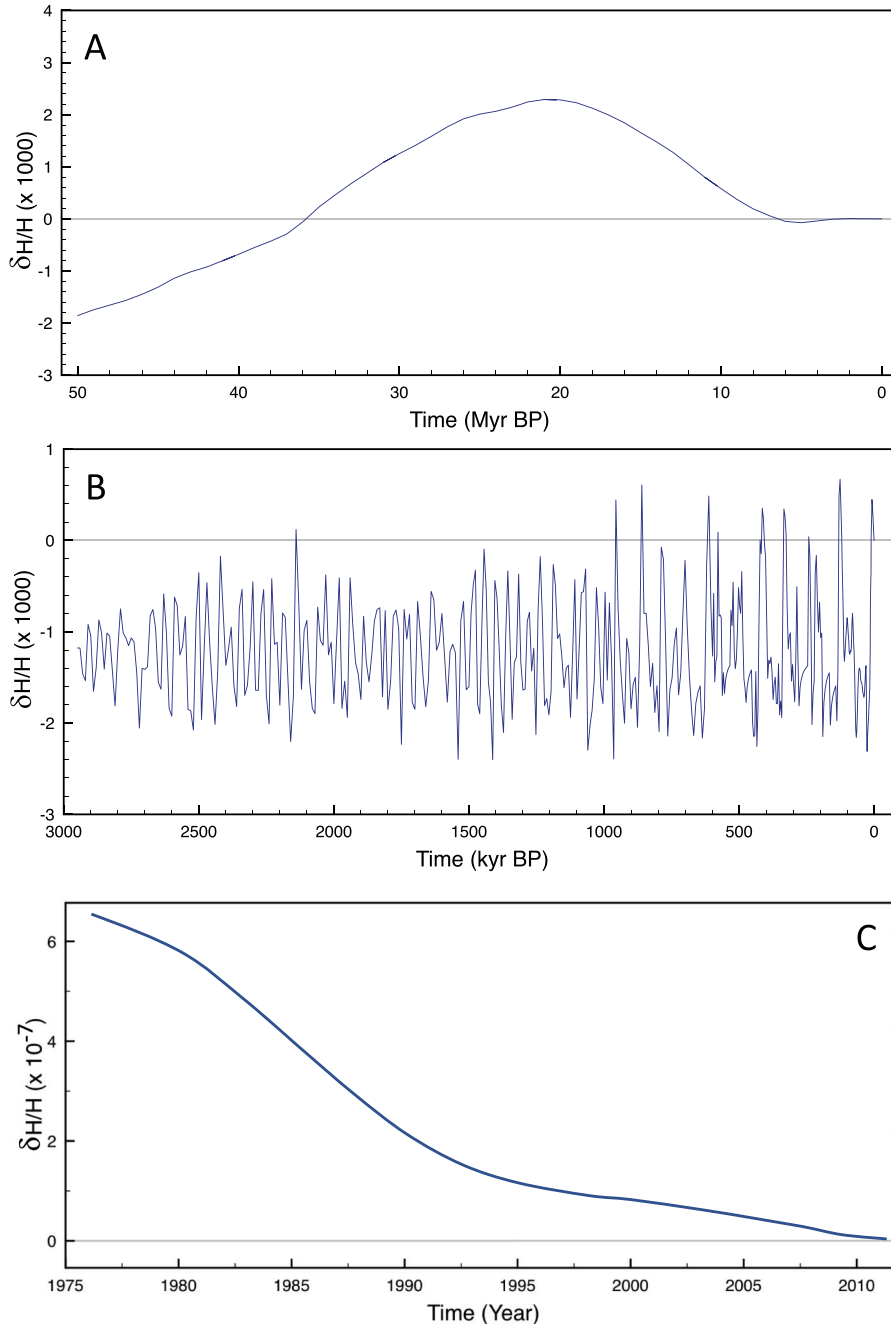 A
4
3
2
1
0
-1
-2
-3
δH/H (x 1000)
50 40 30 20 10 0
Time (Myr BP)
B
1
0
-1
-2
-3
δH/H (x 1000)
3000 2500 2000 1500 1000 500 0
Time (kyr BP)
C
6
4
2
0
δH/H (x 10⁻⁷)
1975 1980 1985 1990 1995 2000 2005 2010
Time (Year)